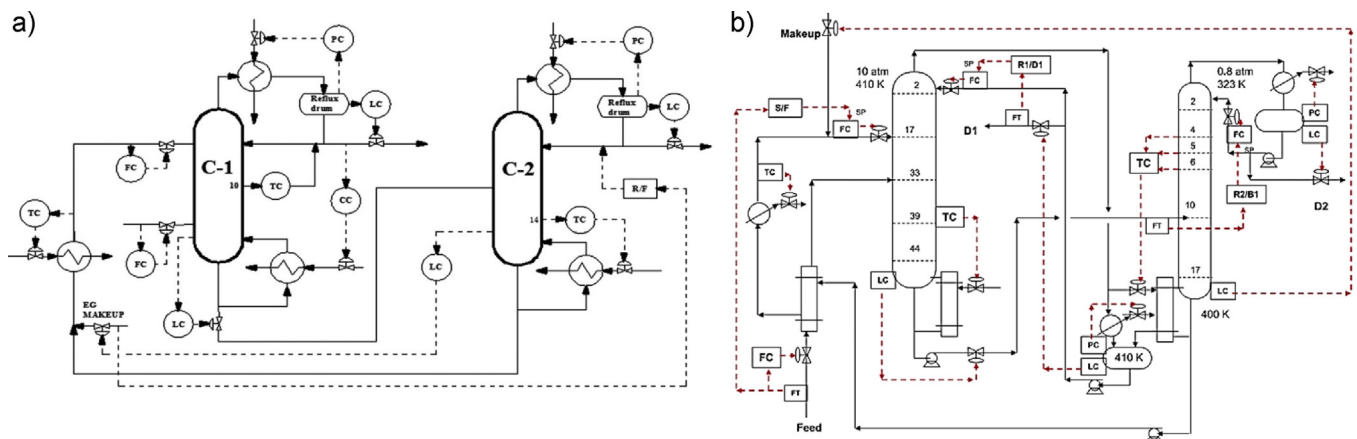 a)
PC
Reflux
drum
LC
C-1
FC
10
TC
CC
TC
FC
LC
EG
MAKEUP
PC
Reflux
drum
LC
C-2
R/F
14
TC
LC
b)
Makeup
10 atm
410 K
2
SP
FC
R1/D1
S/F
FC
SP
17
FT
D1
TC
33
39
TC
44
LC
FC
FT
Feed
0.8 atm
323 K
2
4
5
6
TC
FC
SP
PC
LC
R2/B1
D2
10
FT
17
LC
400 K
PC
410 K
LC